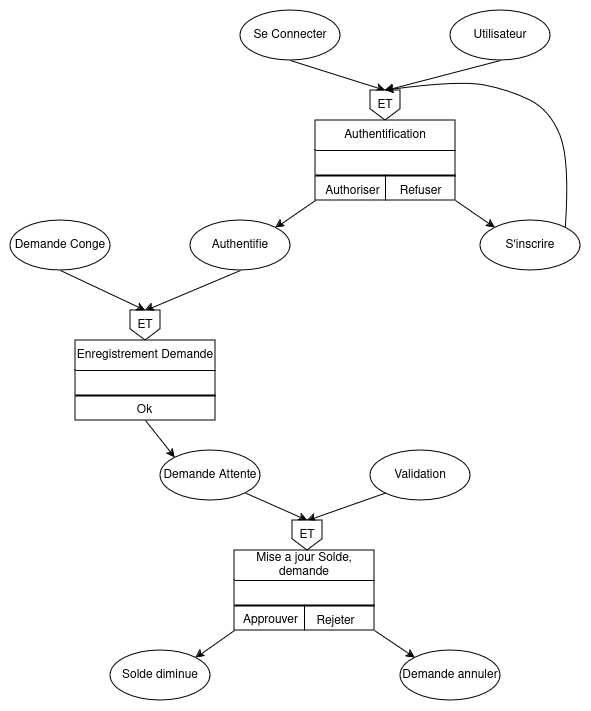 Se Connecter
Utilisateur
ET
Authentification
Authoriser
Refuser
Demande Conge
Authentifie
S'inscrire
ET
Enregistrement Demande
Ok
Demande Attente
Validation
ET
Mise a jour Solde,
demande
Approuver
Rejeter
Solde diminue
Demande annuler